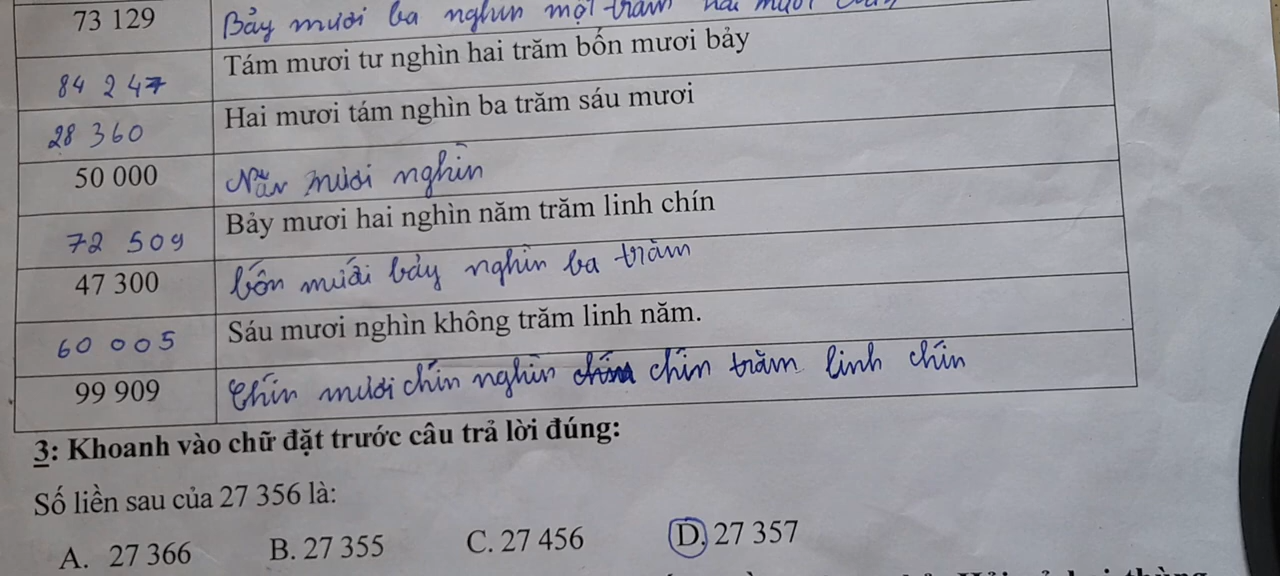 73 129 Bảy mươi ba nghìn một trăm hai mươi
84 247 Tám mươi tư nghìn hai trăm bốn mươi bảy
28 360 Hai mươi tám nghìn ba trăm sáu mươi
50 000 Năm mươi nghìn
72 509 Bảy mươi hai nghìn năm trăm linh chín
47 300 bốn mươi bảy nghìn ba trăm
60 005 Sáu mươi nghìn không trăm linh năm.
99 909 Chín mươi chín nghìn chín trăm linh chín
3: Khoanh vào chữ đặt trước câu trả lời đúng:
Số liền sau của 27 356 là:
A. 27 366 B. 27 355 C. 27 456 D. 27 357